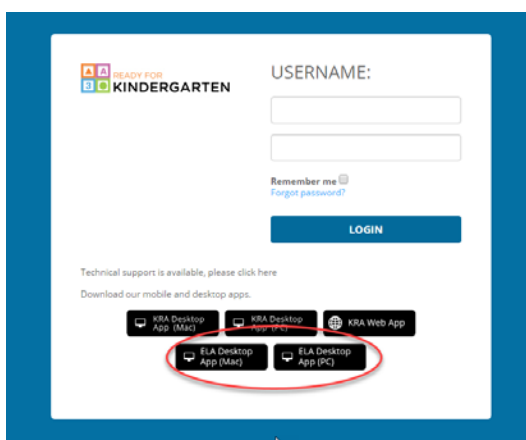 READY FOR
KINDERGARTEN
USERNAME:
Remember me
Forgot password?
LOGIN
Technical support is available, please click here
Download our mobile and desktop apps.
KRA Desktop
App (Mac)
KRA Desktop
App (PC)
KRA Web App
ELA Desktop
App (Mac)
ELA Desktop
App (PC)